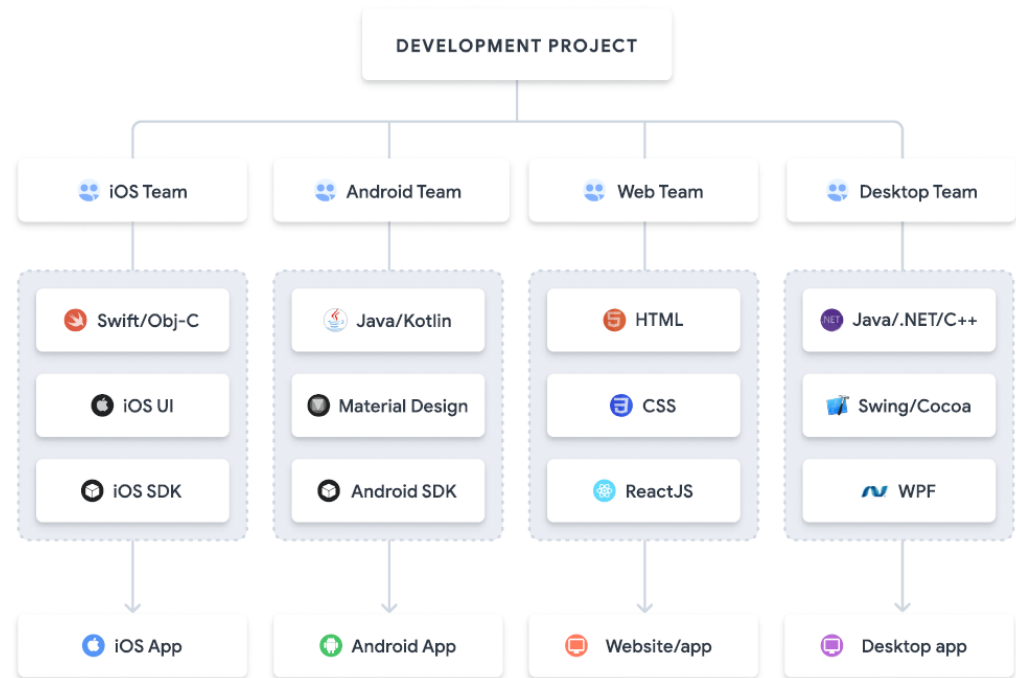 DEVELOPMENT PROJECT
iOS Team
Android Team
Web Team
Desktop Team
Swift/Obj-C
Java/Kotlin
HTML
.NET
Java/.NET/C++
iOS UI
Material Design
CSS
Swing/Cocoa
iOS SDK
Android SDK
ReactJS
WPF
iOS App
Android App
Website/app
Desktop app